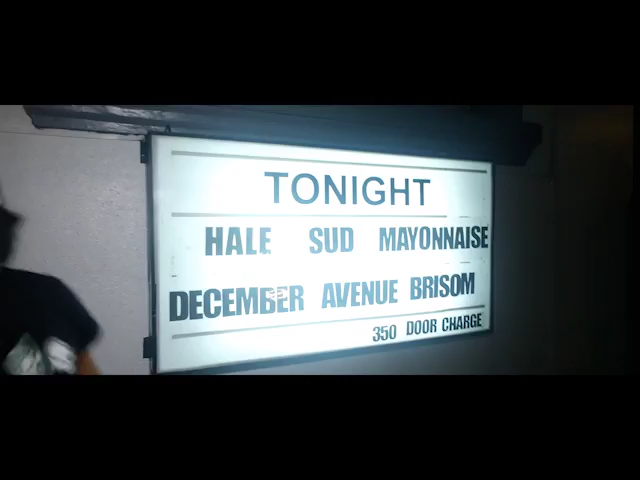 TONIGHT
HALE SUD MAYONNAISE
DECEMBER AVENUE BRISOM
350 DOOR CHARGE